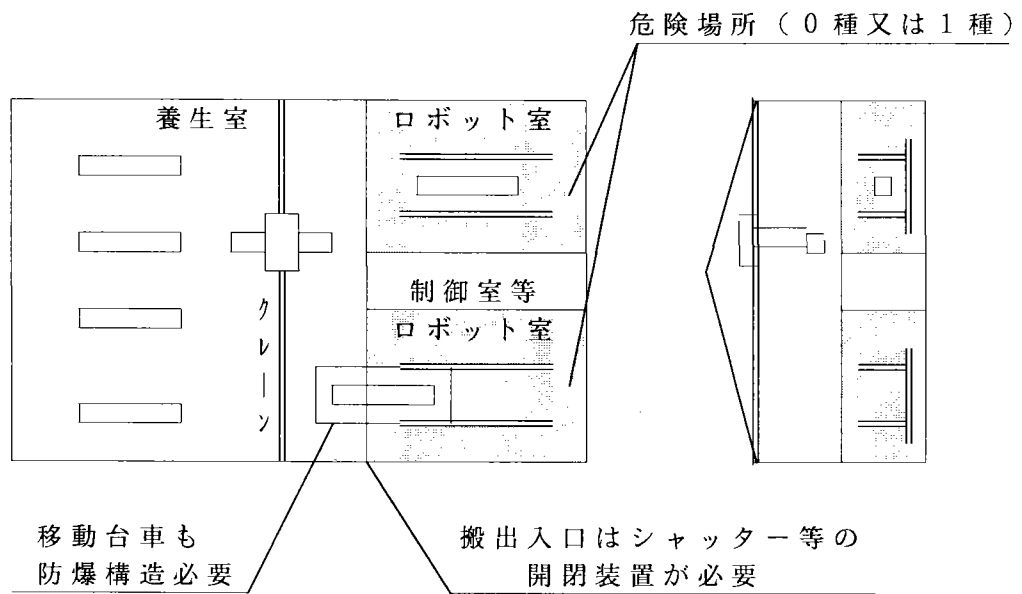 危険場所（０種又は１種）
養生室
ロボット室
制御室等
ロボット室
クレーン
移動台車も
防爆構造必要
搬出入口はシャッター等の
開閉装置が必要